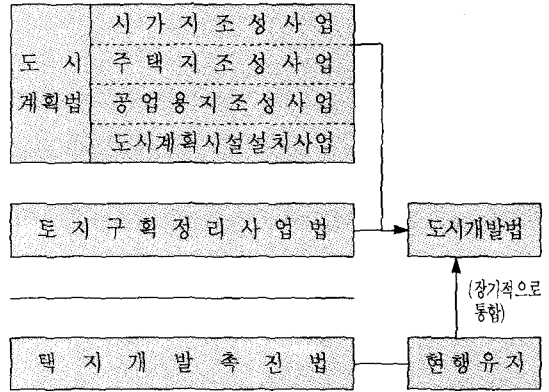 시가지조성사업
도시
계획법
주택지조성사업
공업용지조성사업
도시계획시설설치사업
토지구획정리사업법
도시개발법
(장기적으로
통합)
택지개발촉진법
현행유지